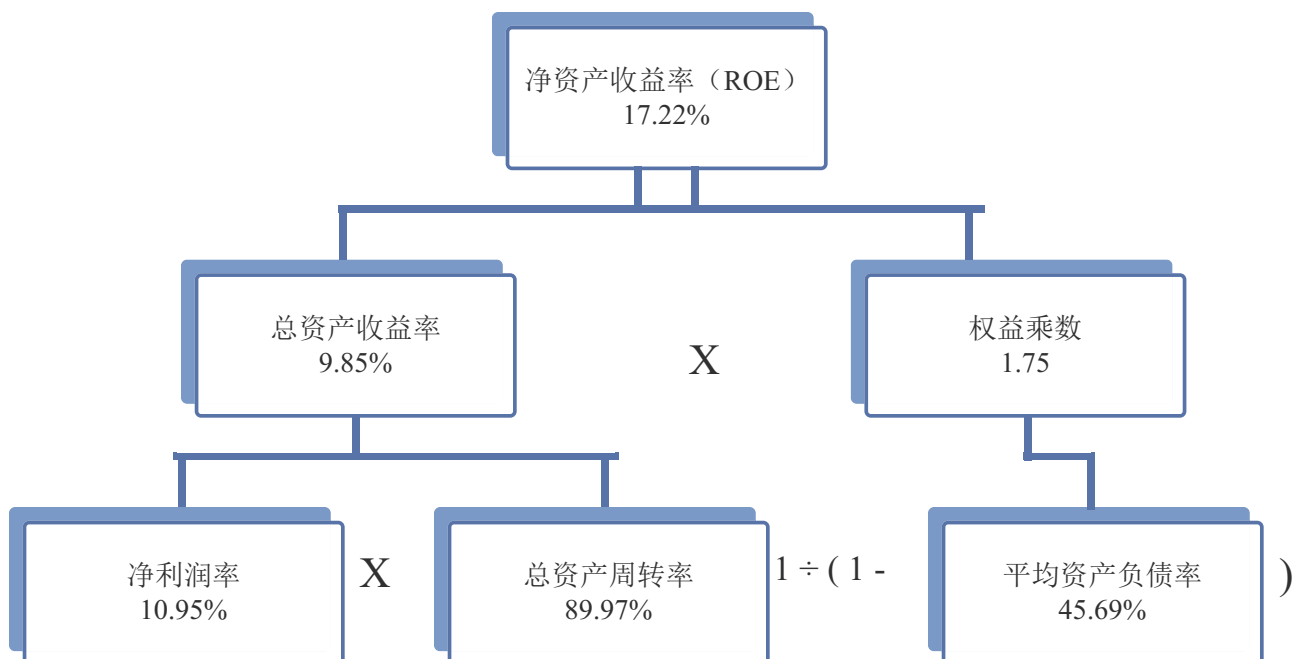 净资产收益率（ROE）
17.22%
总资产收益率
9.85%
X
权益乘数
1.75
净利润率
10.95%
X
总资产周转率
89.97%
1 ÷ ( 1 -
平均资产负债率
45.69%
)